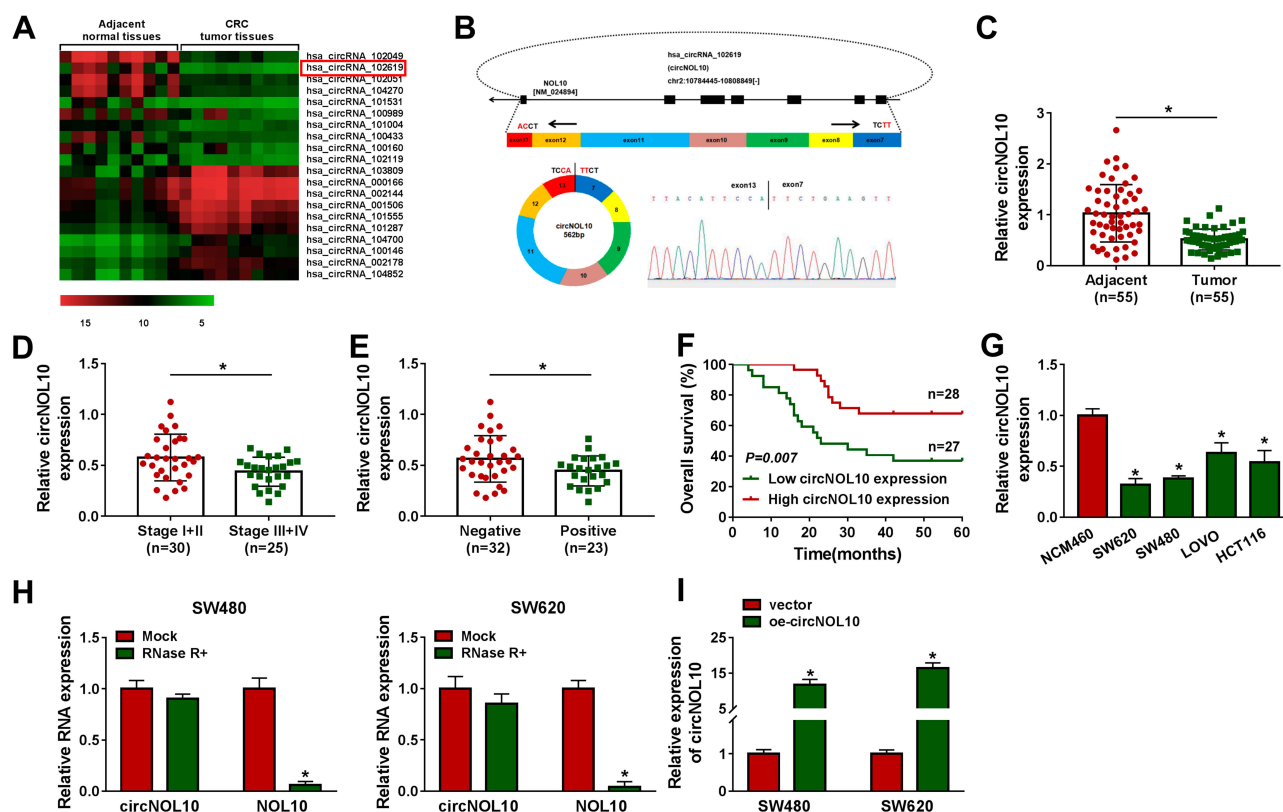 A
Adjacent
normal tissues
CRC
tumor tissues
hsa_circRNA_102049
hsa_circRNA_102619
hsa_circRNA_102051
hsa_circRNA_104270
hsa_circRNA_101531
hsa_circRNA_100989
hsa_circRNA_101004
hsa_circRNA_100433
hsa_circRNA_100160
hsa_circRNA_102119
hsa_circRNA_103809
hsa_circRNA_000166
hsa_circRNA_002144
hsa_circRNA_001506
hsa_circRNA_101555
hsa_circRNA_101287
hsa_circRNA_104700
hsa_circRNA_100146
hsa_circRNA_002178
hsa_circRNA_104852
15 10 5
B
hsa_circRNA_102619
(circNOL10)
chr2:10784445-10808849[-]
NOL10
[NM_024894]
ACCT
TCTT
exon13 exon12 exon11 exon10 exon9 exon8 exon7
TCCA TTCT
13 7 8 9 10 11 12
circNOL10
562bp
exon13 exon7
T T A C A T T C C A T T C T G A A G T T
C
Relative circNOL10
expression
3
2
1
0
*
Adjacent
(n=55)
Tumor
(n=55)
D
Relative circNOL10
expression
1.5
1.0
0.5
0.0
*
Stage I+II
(n=30)
Stage III+IV
(n=25)
E
Relative circNOL10
expression
1.5
1.0
0.5
0.0
*
Negative
(n=32)
Positive
(n=23)
F
Overall survival (%)
100
80
60
40
20
0
n=28
n=27
P=0.007
Low circNOL10 expression
High circNOL10 expression
0 10 20 30 40 50 60
Time(months)
G
Relative circNOL10
expression
1.5
1.0
0.5
0.0
* * * *
NCM460
SW620
SW480
LOVO
HCT116
H
SW480
Relative RNA expression
1.5
1.0
0.5
0.0
Mock
RNase R+
*
circNOL10 NOL10
SW620
Relative RNA expression
1.5
1.0
0.5
0.0
Mock
RNase R+
*
circNOL10 NOL10
I
vector
oe-circNOL10
Relative expression
of circNOL10
25
15
5
1
0
* *
SW480 SW620